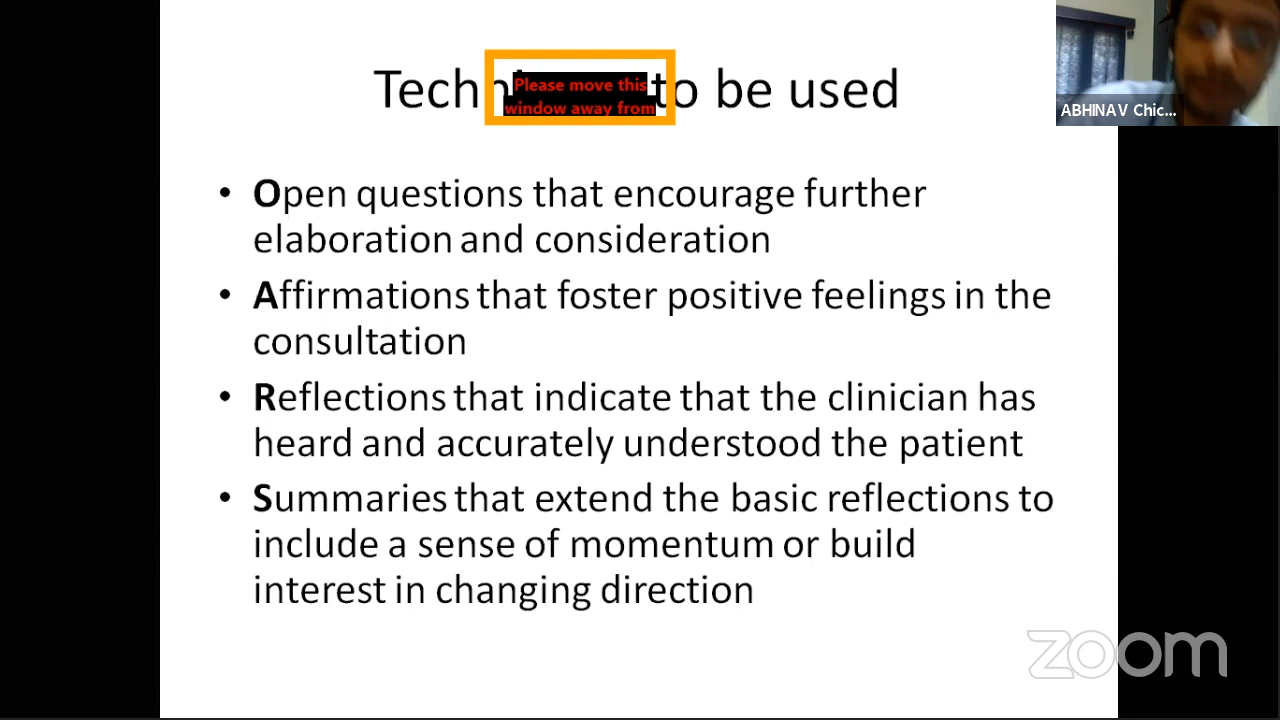 Techn to be used
Please move this
window away from
ABHINAV Chic...
• Open questions that encourage further
elaboration and consideration
• Affirmations that foster positive feelings in the
consultation
• Reflections that indicate that the clinician has
heard and accurately understood the patient
• Summaries that extend the basic reflections to
include a sense of momentum or build
interest in changing direction
zoom